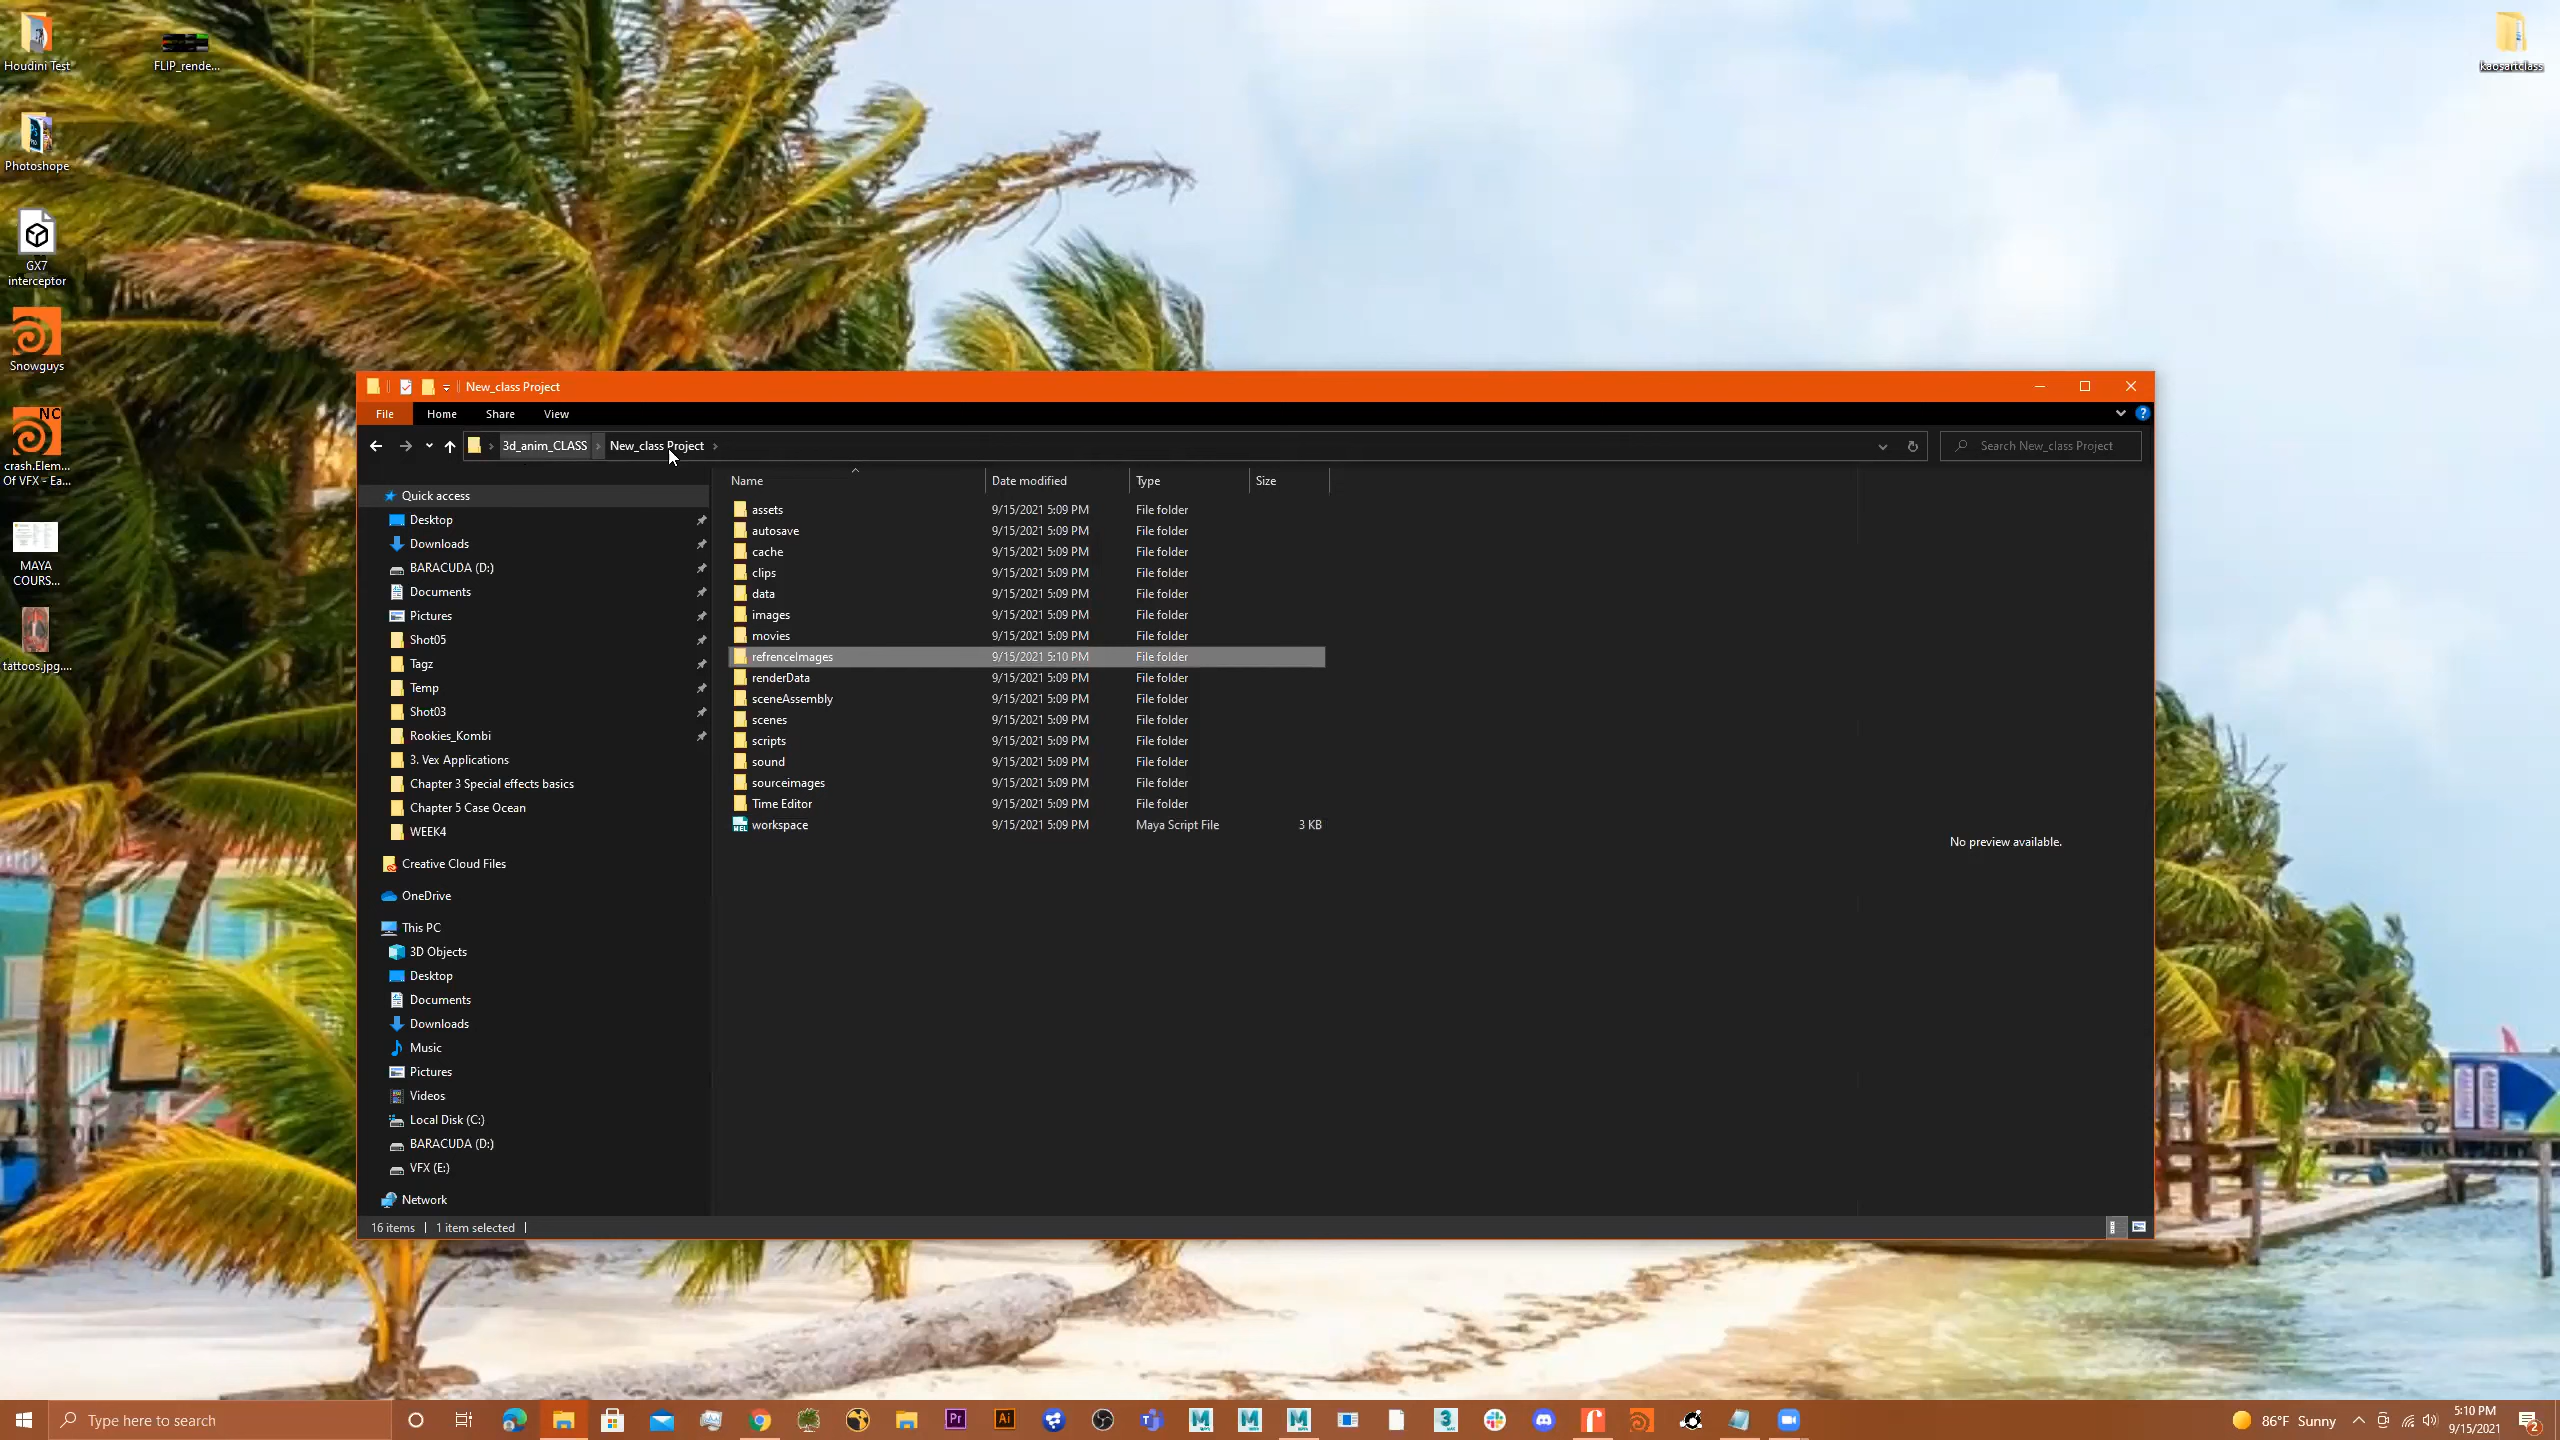 Houdini Test
FLIP_rende...
kaosartclass
Photoshope
GX7
interceptor
Snowguys
NC
crash.Elem...
Of VFX - Ea...
MAYA
COURS...
tattoos.jpg....
New_class Project
File
Home
Share
View
3d_anim_CLASS
New_class Project
Search New_class Project
Name
Date modified
Type
Size
Quick access
Desktop
Downloads
BARACUDA (D:)
Documents
Pictures
Shot05
Tagz
Temp
Shot03
Rookies_Kombi
3. Vex Applications
Chapter 3 Special effects basics
Chapter 5 Case Ocean
WEEK4
Creative Cloud Files
OneDrive
This PC
3D Objects
Desktop
Documents
Downloads
Music
Pictures
Videos
Local Disk (C:)
BARACUDA (D:)
VFX (E:)
Network
assets 9/15/2021 5:09 PM File folder
autosave 9/15/2021 5:09 PM File folder
cache 9/15/2021 5:09 PM File folder
clips 9/15/2021 5:09 PM File folder
data 9/15/2021 5:09 PM File folder
images 9/15/2021 5:09 PM File folder
movies 9/15/2021 5:09 PM File folder
refrenceImages 9/15/2021 5:10 PM File folder
renderData 9/15/2021 5:09 PM File folder
sceneAssembly 9/15/2021 5:09 PM File folder
scenes 9/15/2021 5:09 PM File folder
scripts 9/15/2021 5:09 PM File folder
sound 9/15/2021 5:09 PM File folder
sourceimages 9/15/2021 5:09 PM File folder
Time Editor 9/15/2021 5:09 PM File folder
workspace 9/15/2021 5:09 PM Maya Script File 3 KB
No preview available.
16 items
1 item selected
Type here to search
Pr
Ai
86°F Sunny
5:10 PM
9/15/2021
2